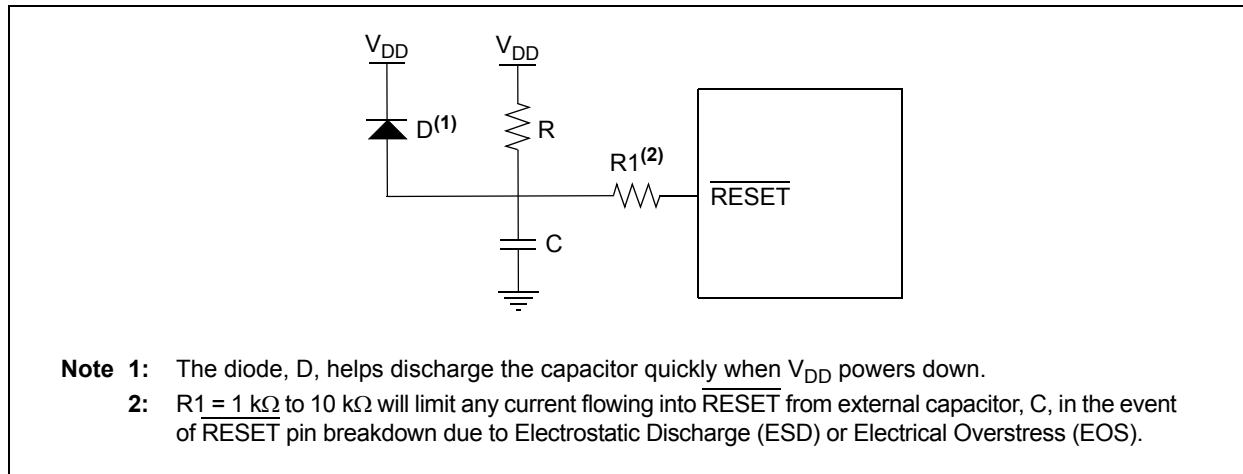 VDD VDD
D(1) R
R1(2)
RESET
C
Note 1: The diode, D, helps discharge the capacitor quickly when VDD powers down.
2: R1 = 1 kΩ to 10 kΩ will limit any current flowing into RESET from external capacitor, C, in the event
of RESET pin breakdown due to Electrostatic Discharge (ESD) or Electrical Overstress (EOS).